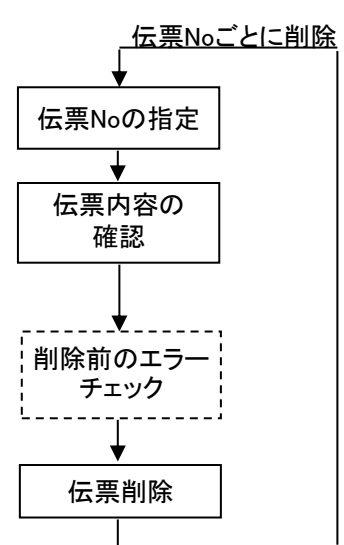 伝票Noごとに削除
伝票Noの指定
伝票内容の
確認
削除前のエラー
チェック
伝票削除